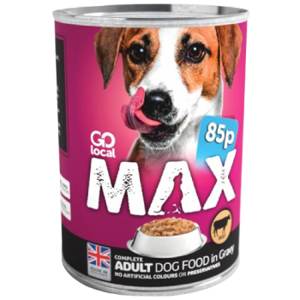 GO
local
85p
MAX
COMPLETE
ADULT DOG FOOD in Gravy
NO ARTIFICIAL COLOURS OR PRESERVATIVES